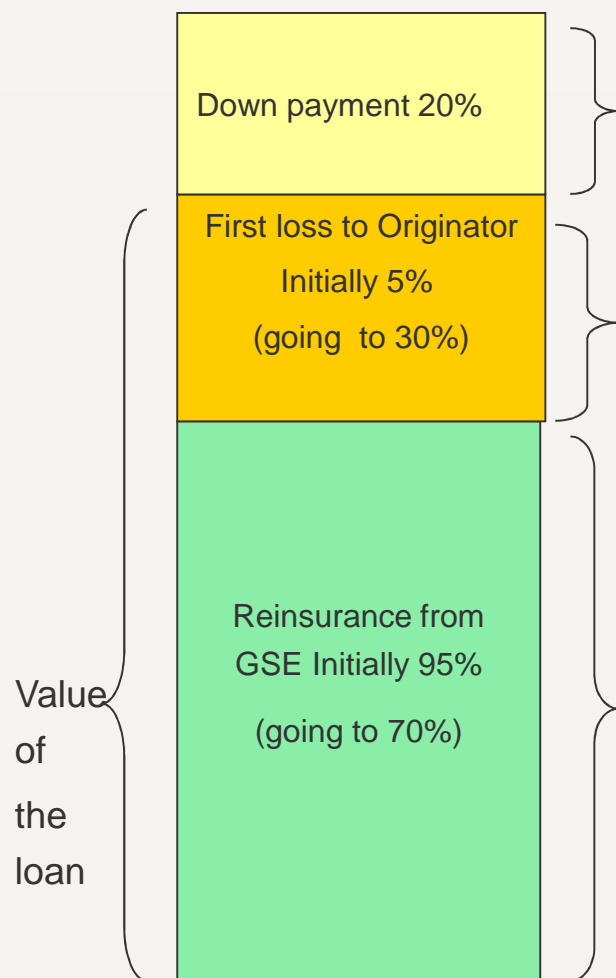 Down payment 20%
First loss to Originator
Initially 5%
(going to 30%)
Reinsurance from
GSE Initially 95%
(going to 70%)
Value
of
the
loan